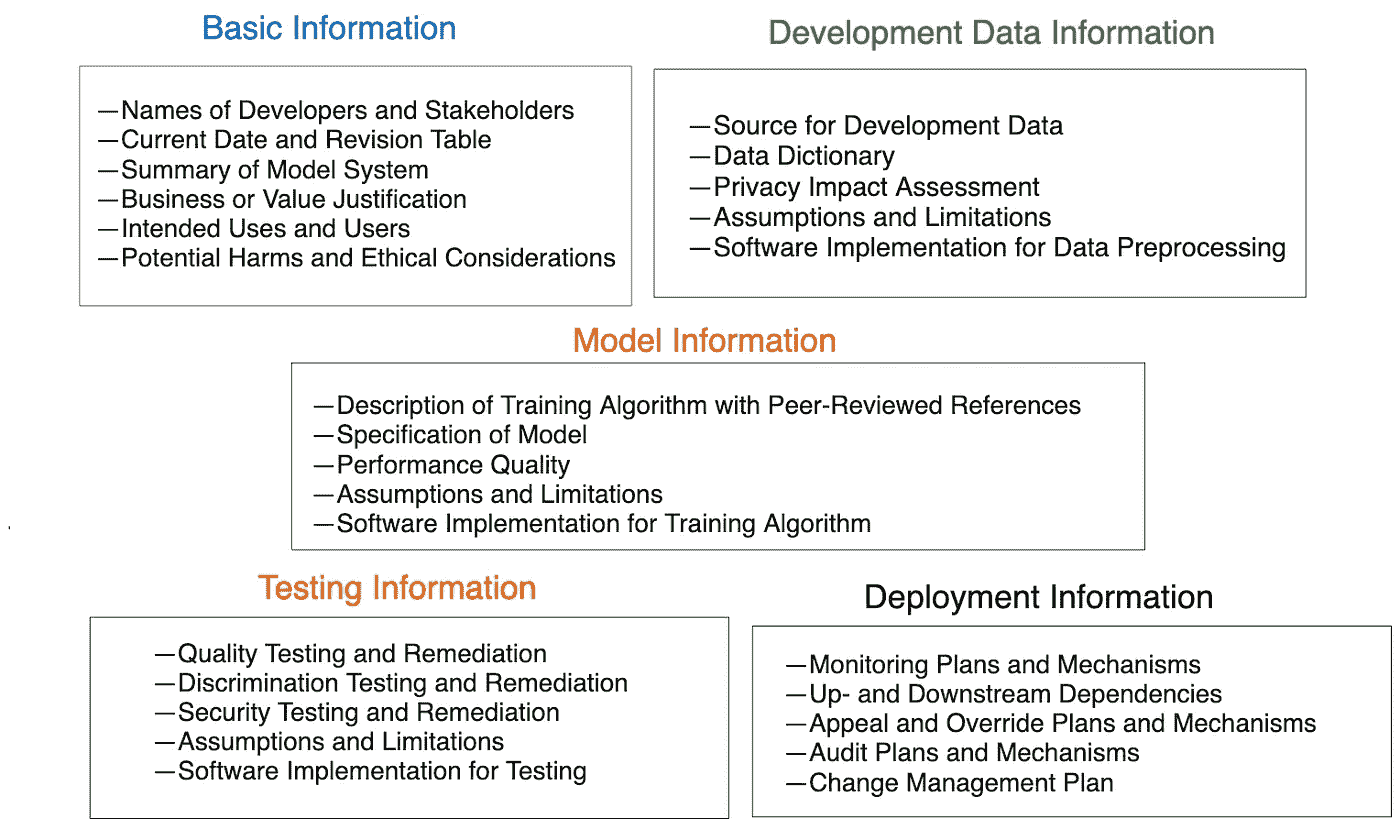 Basic Information
—Names of Developers and Stakeholders
—Current Date and Revision Table
—Summary of Model System
—Business or Value Justification
—Intended Uses and Users
—Potential Harms and Ethical Considerations
Development Data Information
—Source for Development Data
—Data Dictionary
—Privacy Impact Assessment
—Assumptions and Limitations
—Software Implementation for Data Preprocessing
Model Information
—Description of Training Algorithm with Peer-Reviewed References
—Specification of Model
—Performance Quality
—Assumptions and Limitations
—Software Implementation for Training Algorithm
Testing Information
—Quality Testing and Remediation
—Discrimination Testing and Remediation
—Security Testing and Remediation
—Assumptions and Limitations
—Software Implementation for Testing
Deployment Information
—Monitoring Plans and Mechanisms
—Up- and Downstream Dependencies
—Appeal and Override Plans and Mechanisms
—Audit Plans and Mechanisms
—Change Management Plan